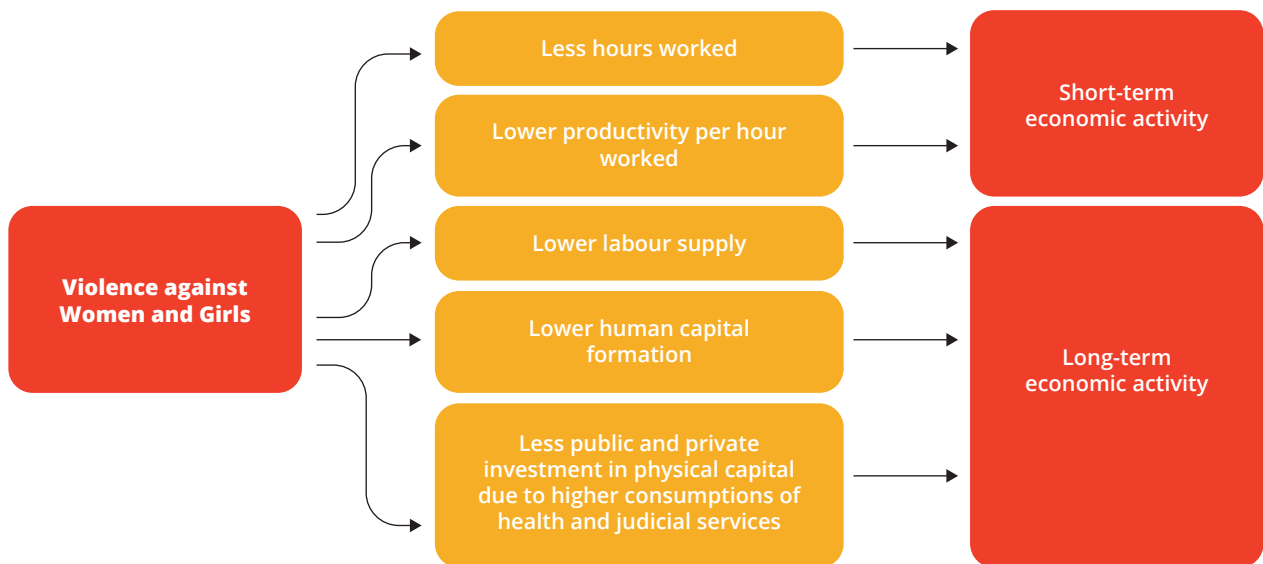 Less hours worked
Short-term
economic activity
Lower productivity per hour
worked
Lower labour supply
Violence against
Women and Girls
Lower human capital
formation
Long-term
economic activity
Less public and private
investment in physical capital
due to higher consumptions of
health and judicial services